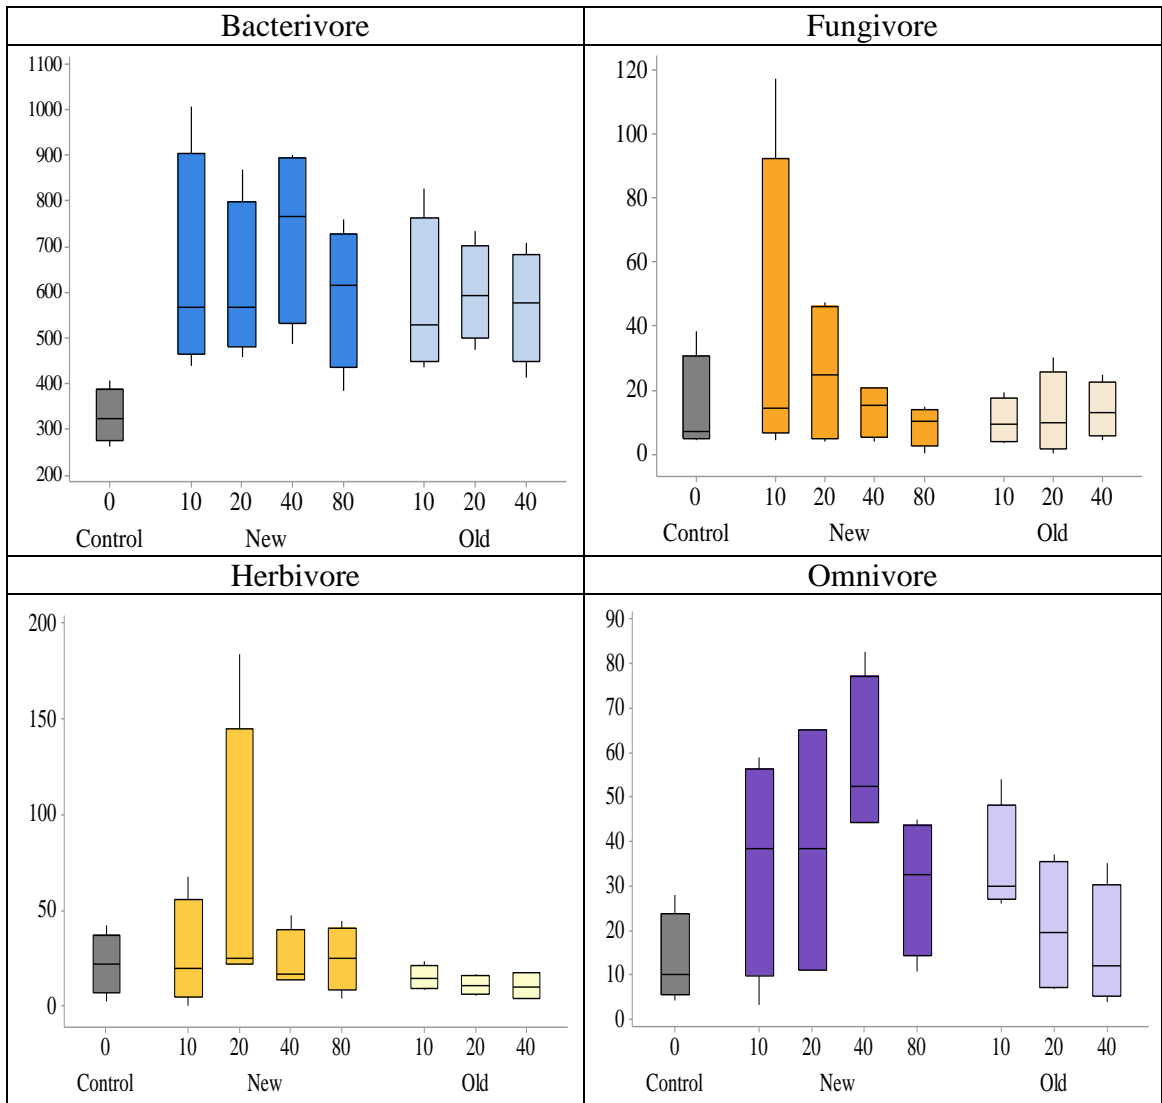 Bacterivore
1100
1000
900
800
700
600
500
400
300
200
0 10 20 40 80 10 20 40
Control New Old
Fungivore
120
100
80
60
40
20
0
0 10 20 40 80 10 20 40
Control New Old
Herbivore
200
150
100
50
0
0 10 20 40 80 10 20 40
Control New Old
Omnivore
90
80
70
60
50
40
30
20
10
0
0 10 20 40 80 10 20 40
Control New Old